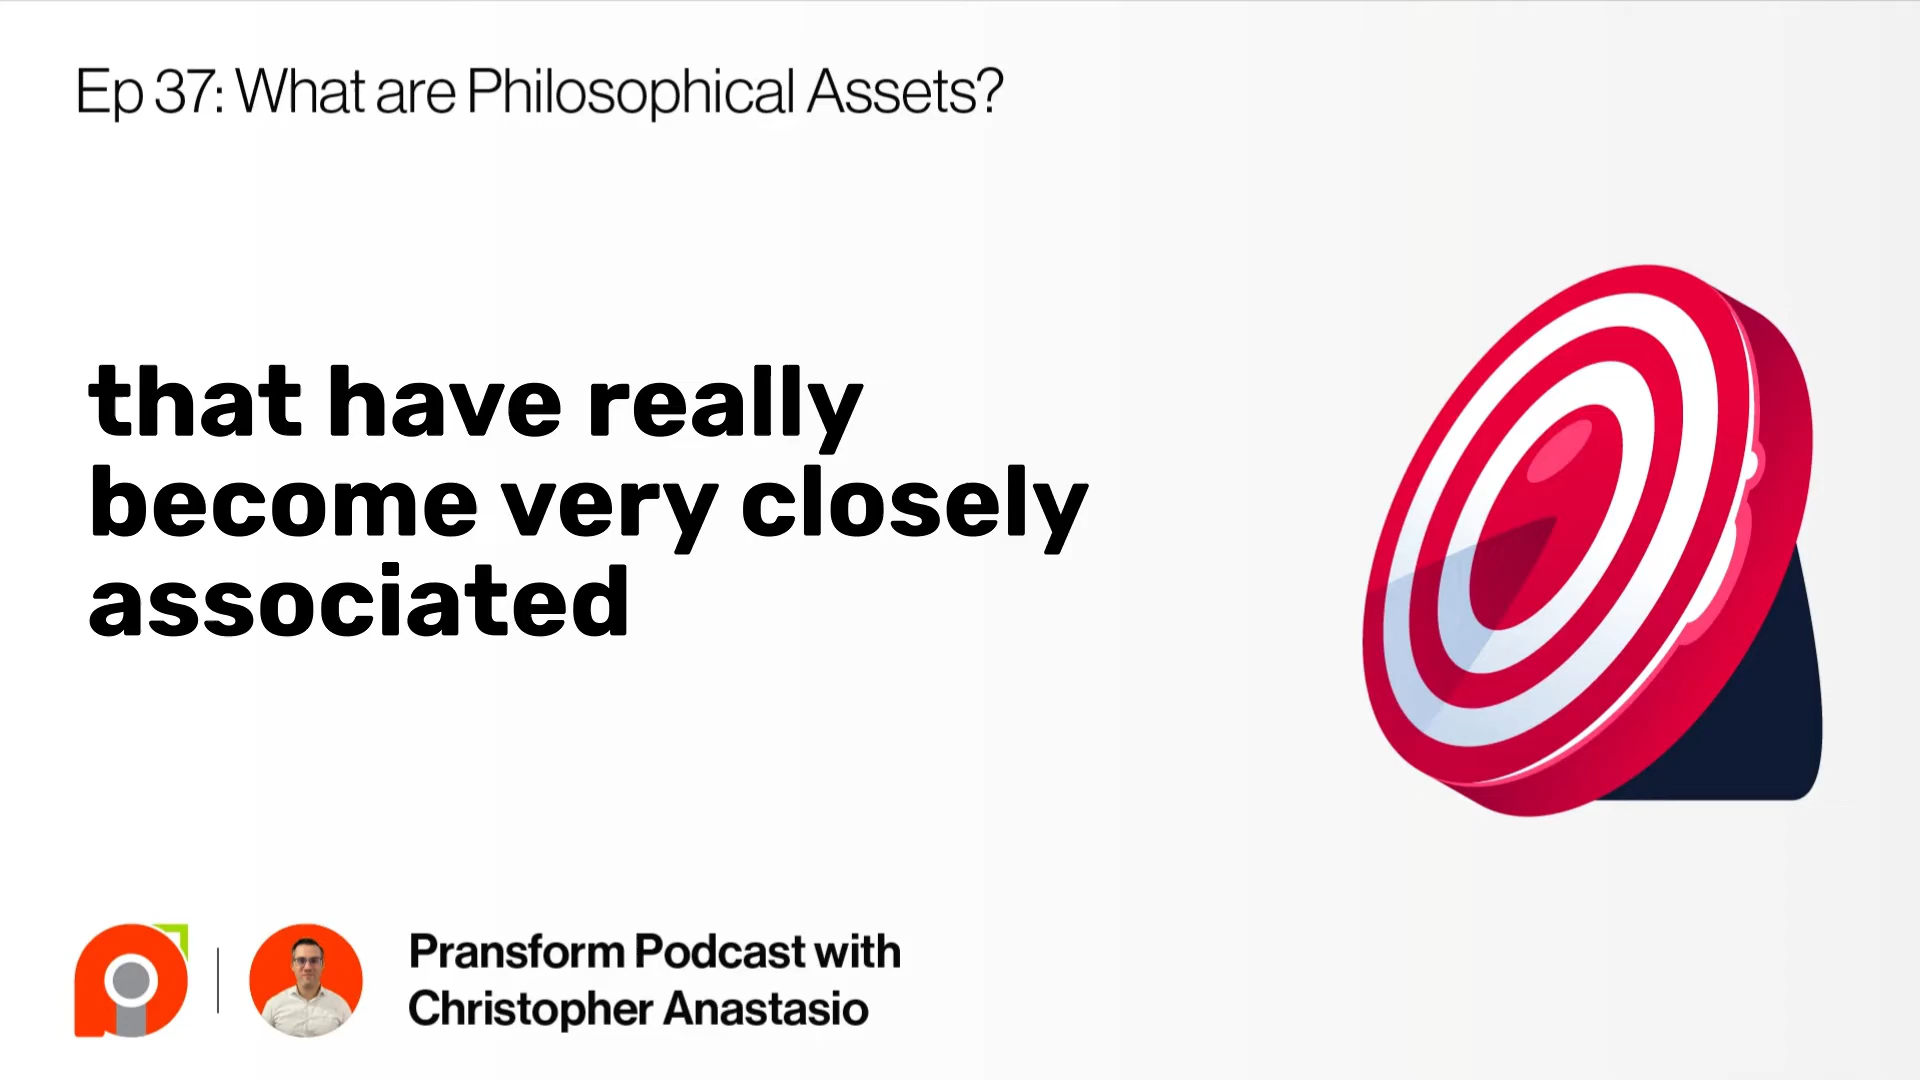 Ep 37: What are Philosophical Assets?
that have really
become very closely
associated
Pransform Podcast with
Christopher Anastasio